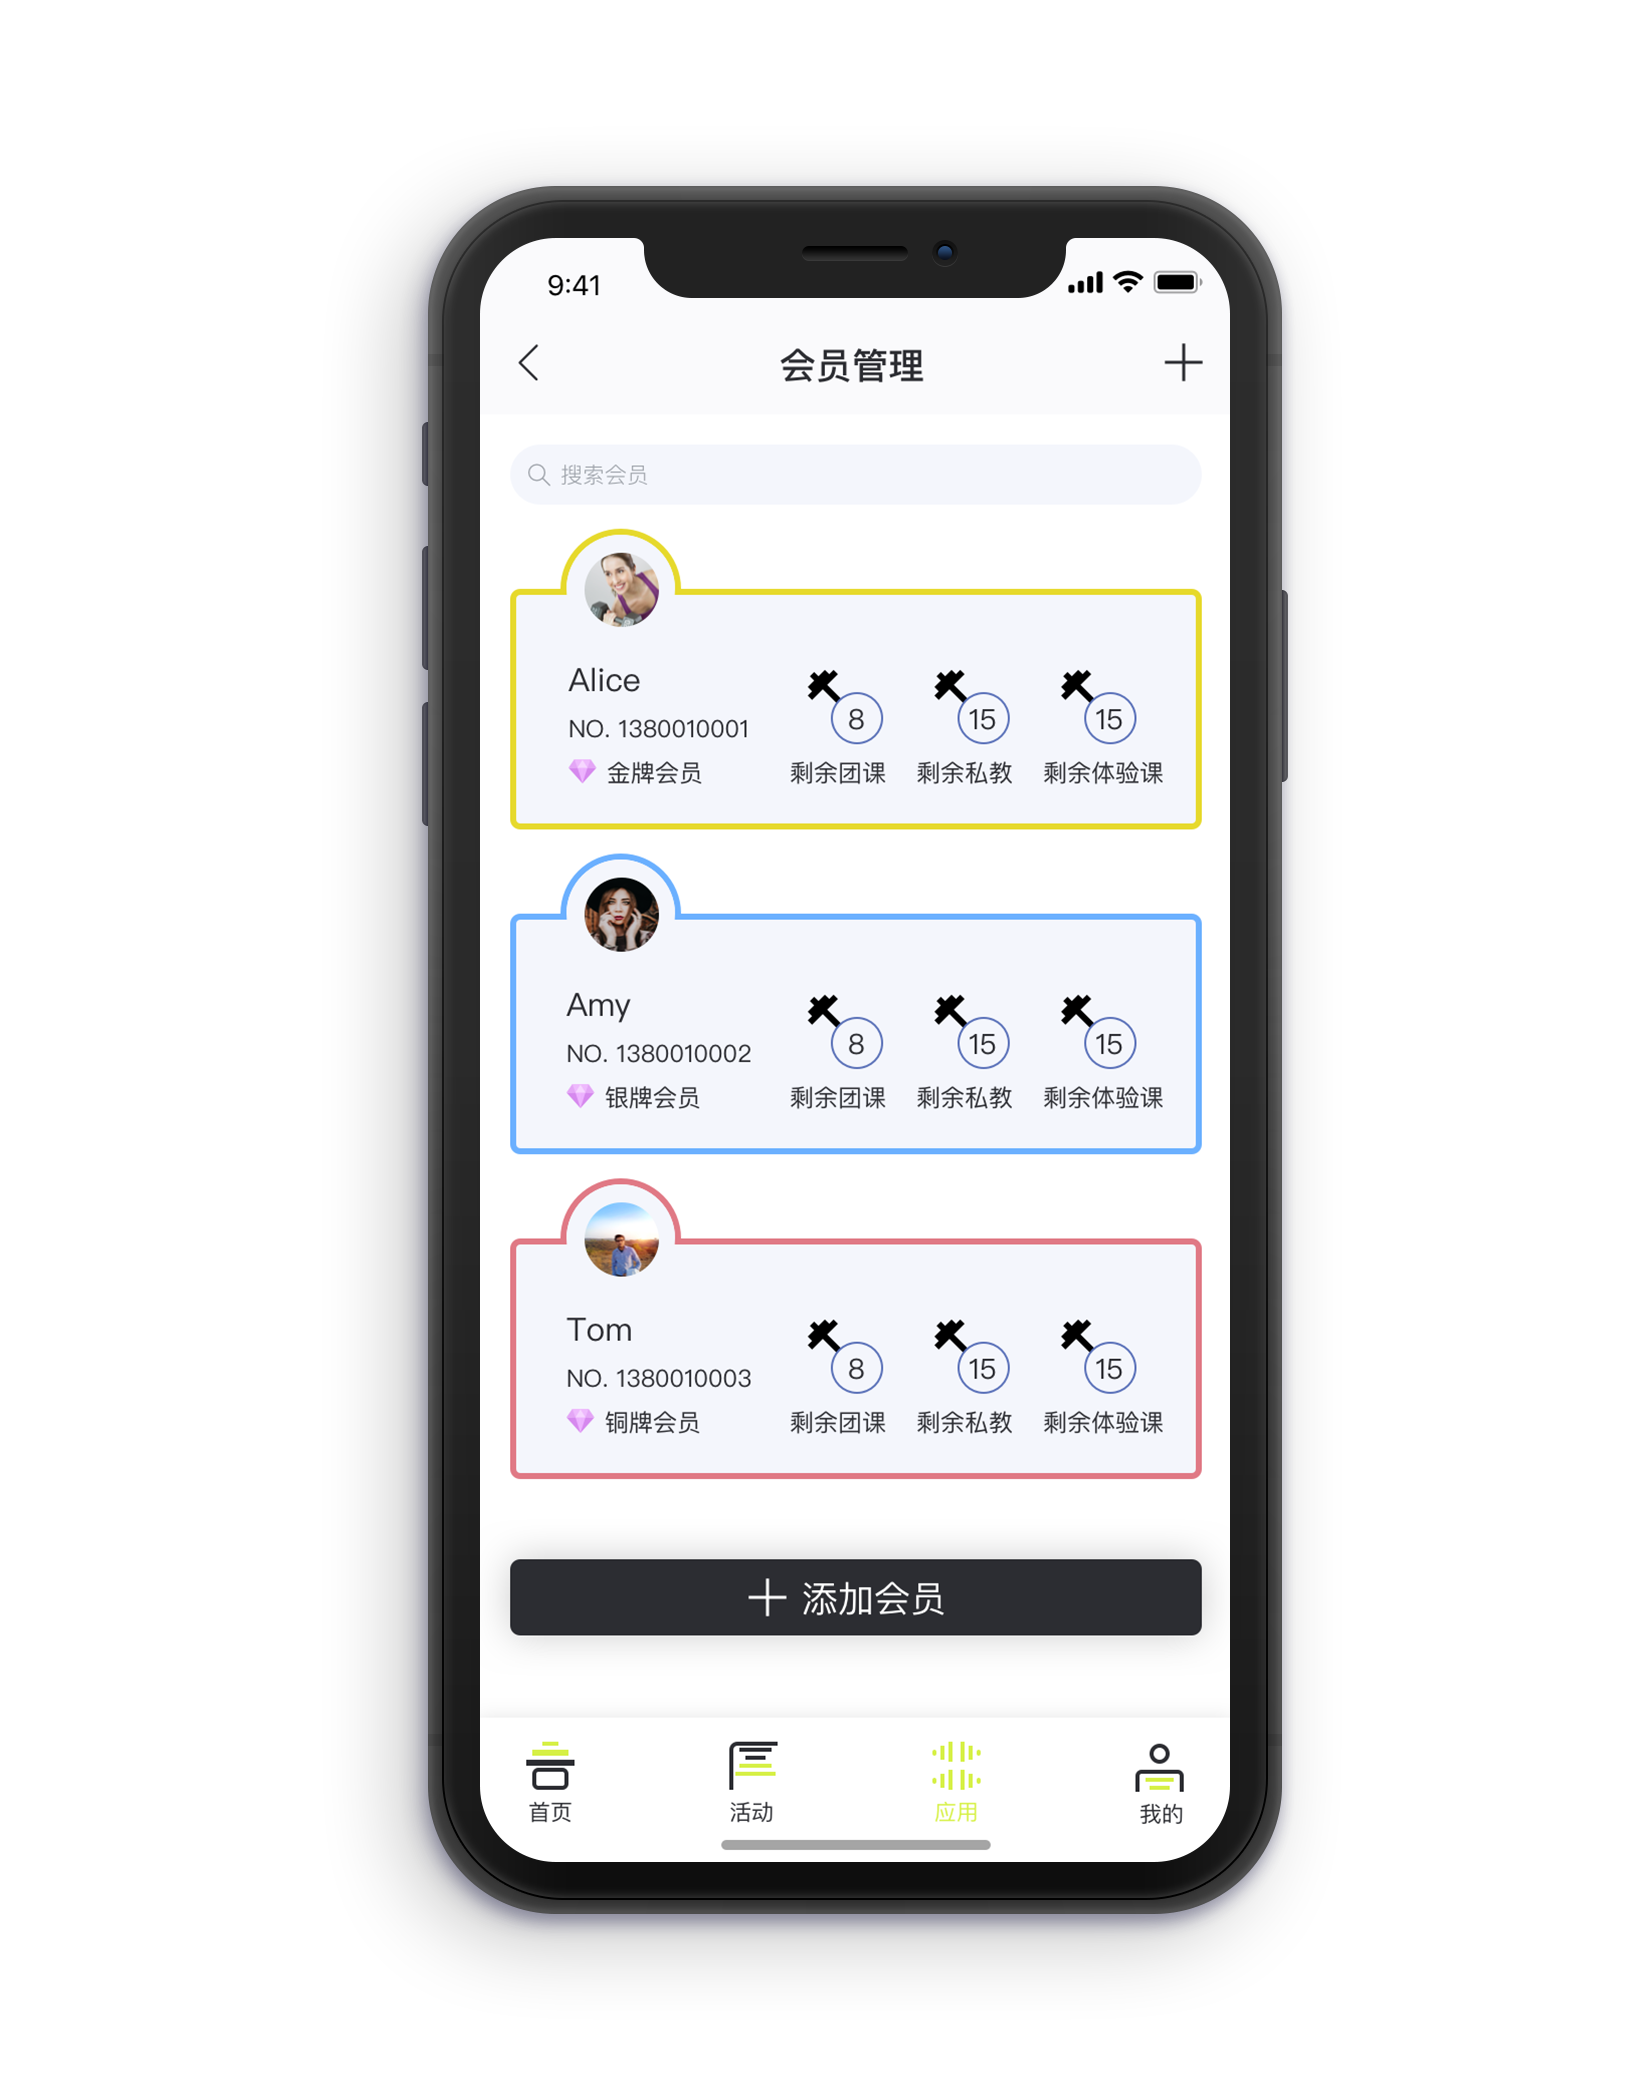 9:41
会员管理
搜索会员
Alice
NO. 1380010001
金牌会员
8
15
15
剩余团课 剩余私教 剩余体验课
Amy
NO. 1380010002
银牌会员
8
15
15
剩余团课 剩余私教 剩余体验课
Tom
NO. 1380010003
铜牌会员
8
15
15
剩余团课 剩余私教 剩余体验课
添加会员
首页 活动 应用 我的